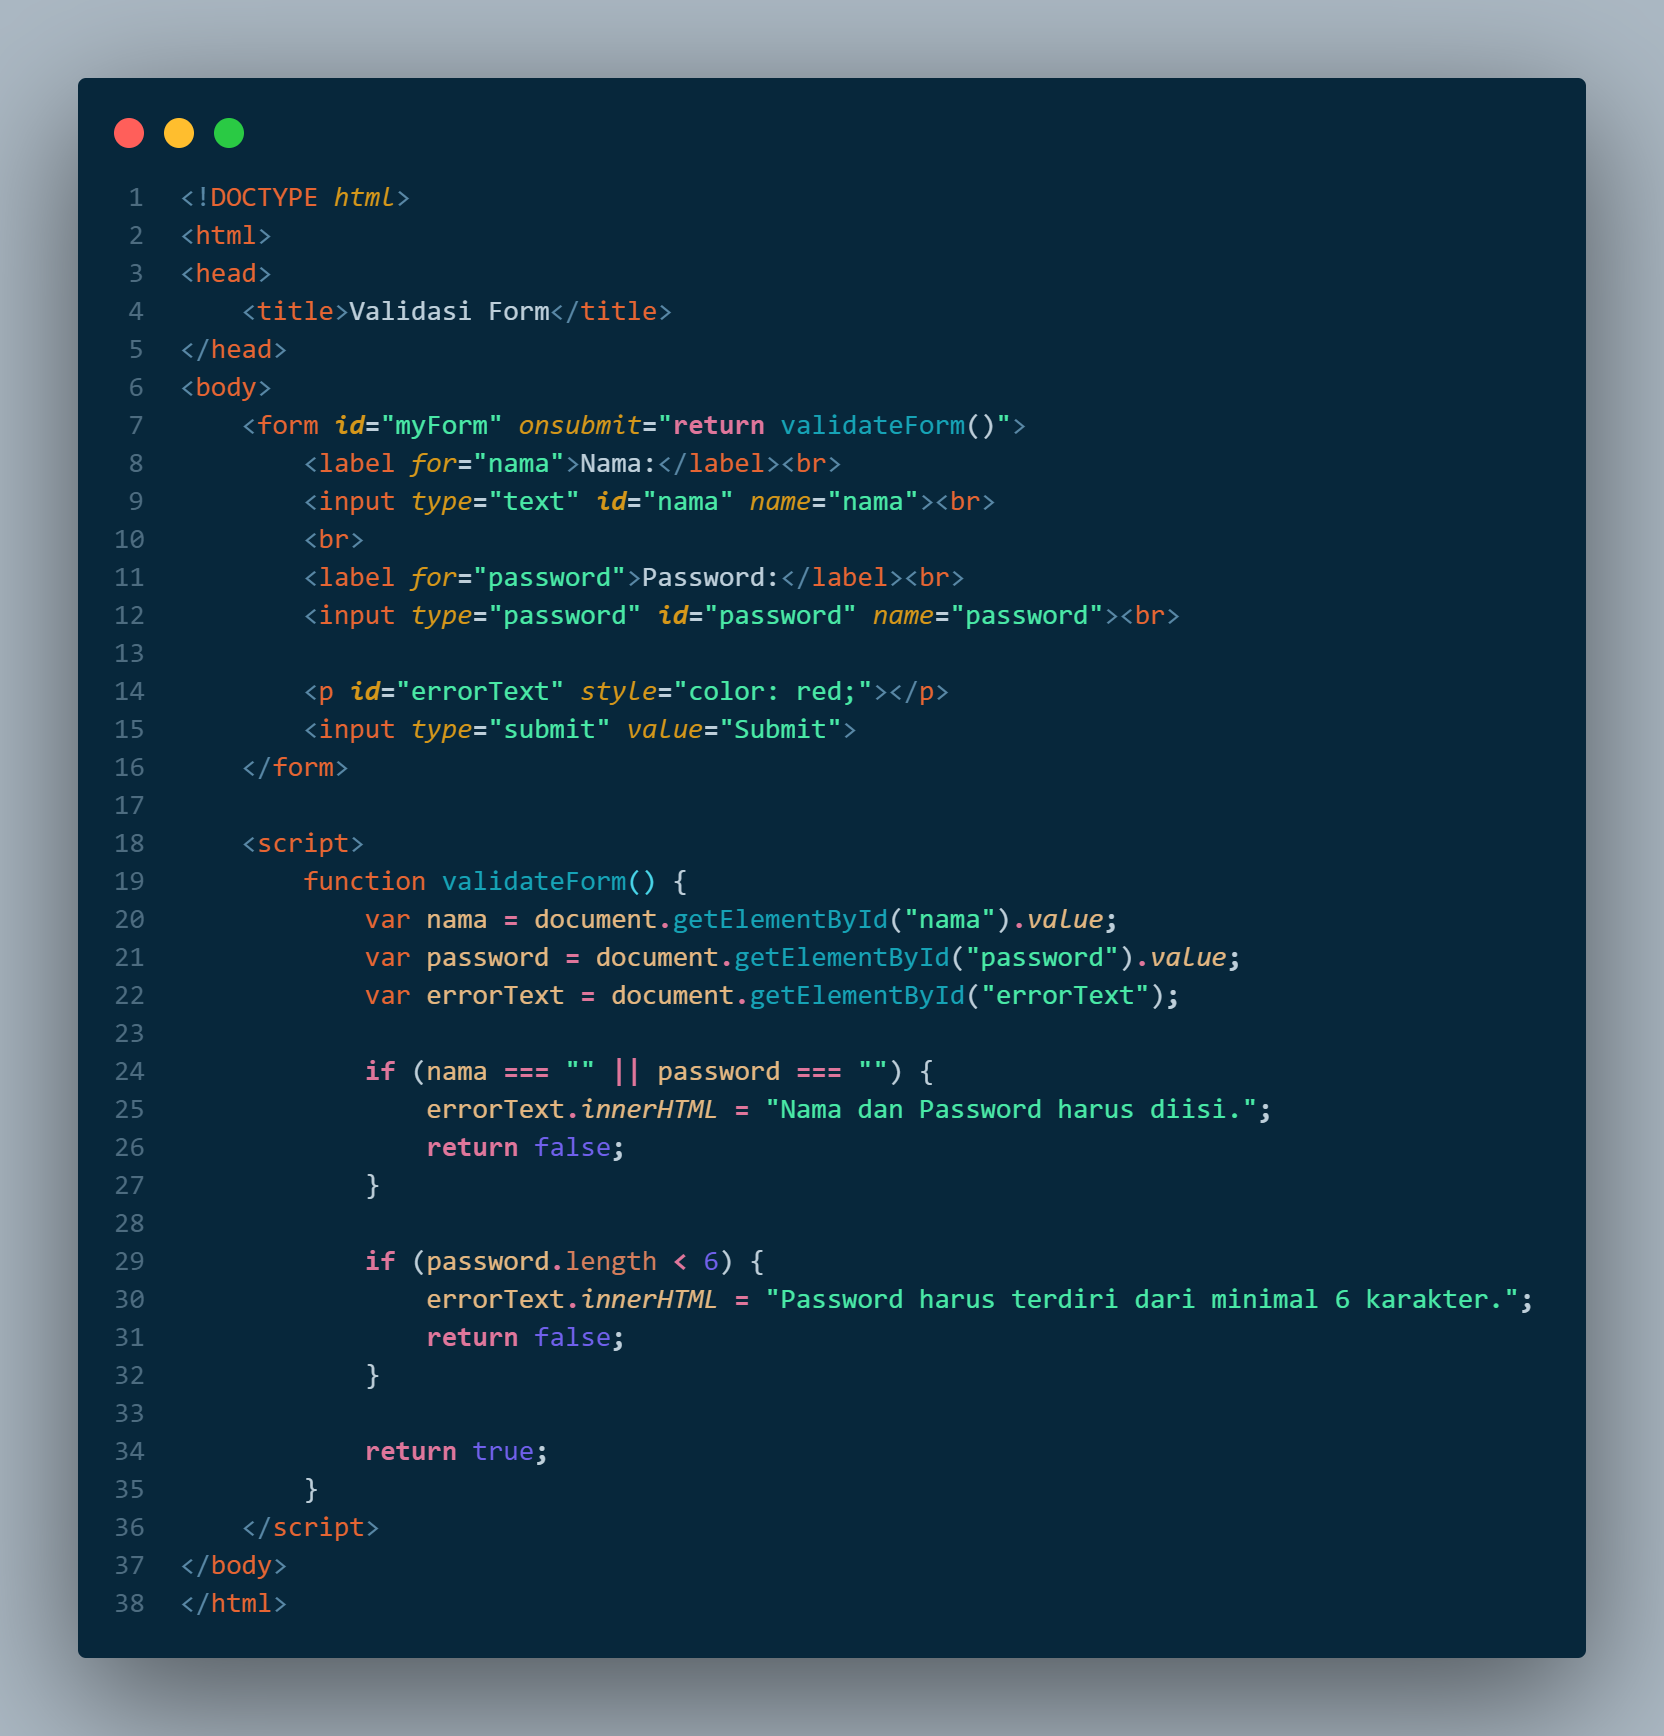 1 <!DOCTYPE html>
2 <html>
3 <head>
4     <title>Validasi Form</title>
5 </head>
6 <body>
7     <form id="myForm" onsubmit="return validateForm()">
8         <label for="nama">Nama:</label><br>
9         <input type="text" id="nama" name="nama"><br>
10         <br>
11         <label for="password">Password:</label><br>
12         <input type="password" id="password" name="password"><br>
13
14         <p id="errorText" style="color: red;"></p>
15         <input type="submit" value="Submit">
16     </form>
17
18     <script>
19         function validateForm() {
20             var nama = document.getElementById("nama").value;
21             var password = document.getElementById("password").value;
22             var errorText = document.getElementById("errorText");
23
24             if (nama === "" || password === "") {
25                 errorText.innerHTML = "Nama dan Password harus diisi.";
26                 return false;
27             }
28
29             if (password.length < 6) {
30                 errorText.innerHTML = "Password harus terdiri dari minimal 6 karakter.";
31                 return false;
32             }
33
34             return true;
35         }
36     </script>
37 </body>
38 </html>